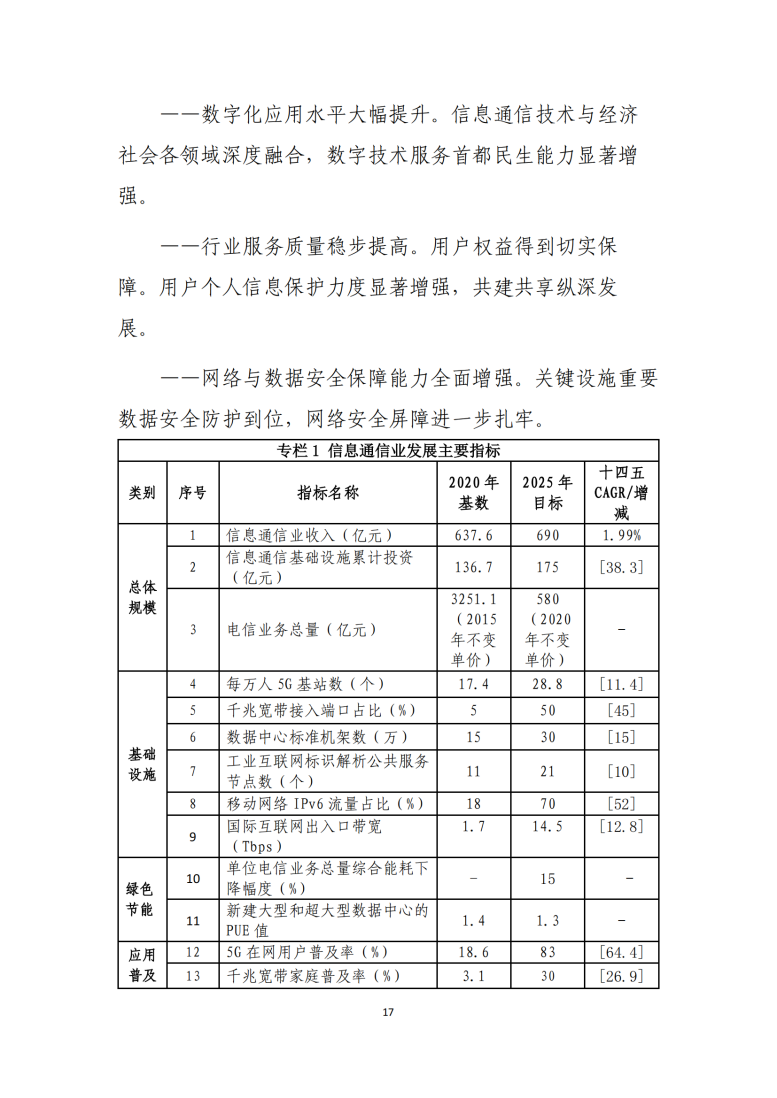 ——数字化应用水平大幅提升。信息通信技术与经济
社会各领域深度融合，数字技术服务首都民生能力显著增
强。
——行业服务质量稳步提高。用户权益得到切实保
障。用户个人信息保护力度显著增强，共建共享纵深发
展。
——网络与数据安全保障能力全面增强。关键设施重要
数据安全防护到位，网络安全屏障进一步扎牢。
专栏 1 信息通信业发展主要指标
类别 序号 指标名称 2020 年基数 2025 年目标 十四五CAGR/增减
总体规模
1 信息通信业收入（亿元） 637.6 690 1.99%
2 信息通信基础设施累计投资（亿元） 136.7 175 [38.3]
3 电信业务总量（亿元） 3251.1（2015年不变单价） 580（2020年不变单价） –
基础设施
4 每万人 5G 基站数（个） 17.4 28.8 [11.4]
5 千兆宽带接入端口占比（%） 5 50 [45]
6 数据中心标准机架数（万） 15 30 [15]
7 工业互联网标识解析公共服务节点数（个） 11 21 [10]
8 移动网络 IPv6 流量占比（%） 18 70 [52]
9 国际互联网出入口带宽（Tbps） 1.7 14.5 [12.8]
绿色节能
10 单位电信业务总量综合能耗下降幅度（%） – 15 –
11 新建大型和超大型数据中心的PUE 值 1.4 1.3 –
应用普及
12 5G 在网用户普及率（%） 18.6 83 [64.4]
13 千兆宽带家庭普及率（%） 3.1 30 [26.9]
17